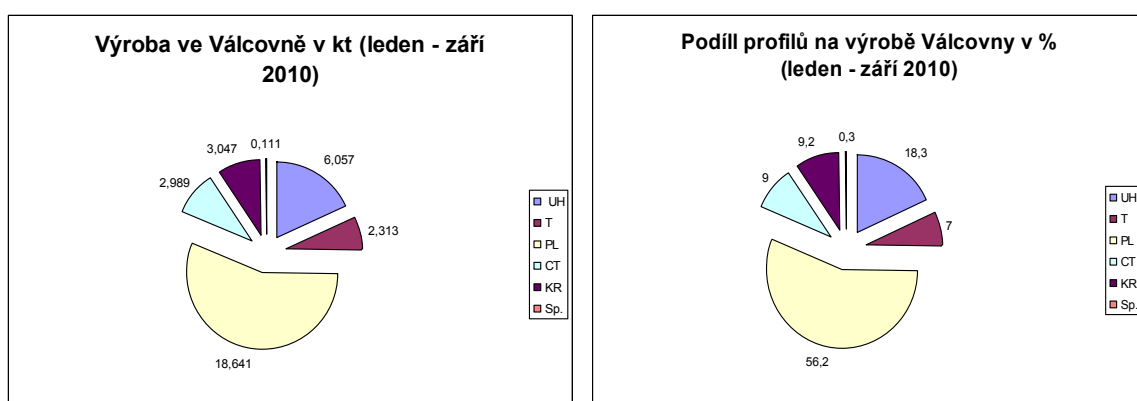 Výroba ve Válcovně v kt (leden - září
2010)
3,047
0,111
6,057
2,989
2,313
18,641
UH
T
PL
CT
KR
Sp.
Podíll profilů na výrobě Válcovny v %
(leden - září 2010)
9,2
0,3
18,3
9
7
56,2
UH
T
PL
CT
KR
Sp.